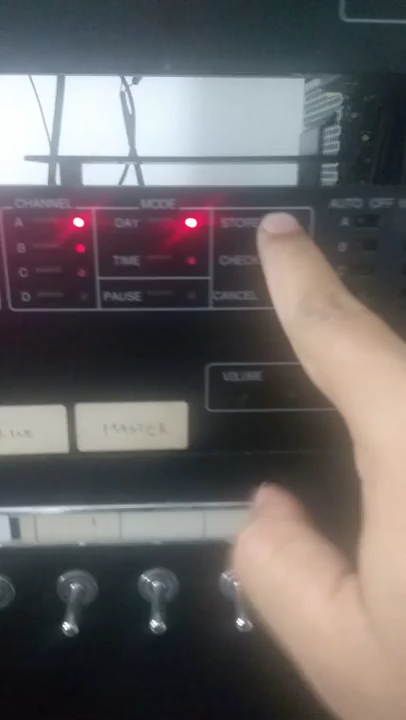 CHANNEL MODE AUTO OFF
A DAY STORE A
B TIME CHECK B
C
D PAUSE CANCEL
VOLUME
MASTER